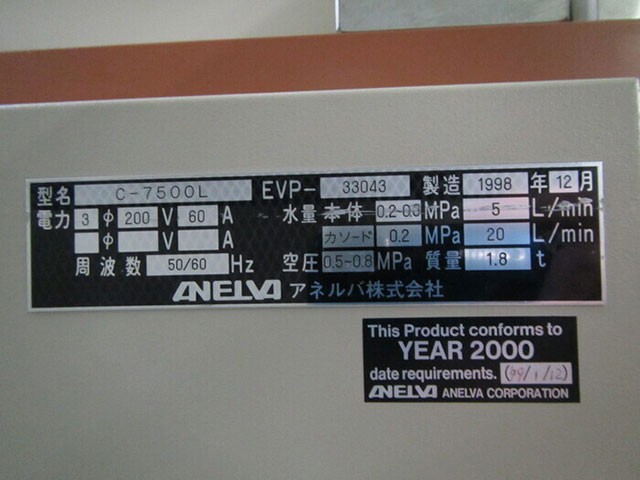 型名 C-7500L EVP- 33043 製造 1998 年 12 月
電力 3 φ 200 V 60 A 水量 本体 0.2-0.3 MPa 5 L/min
φ V A カソード 0.2 MPa 20 L/min
周波数 50/60 Hz 空圧 0.5~0.8 MPa 質量 1.8 t
ANELVA アネルバ株式会社
This Product conforms to
YEAR 2000
date requirements. (99/1/12)
ANELVA ANELVA CORPORATION